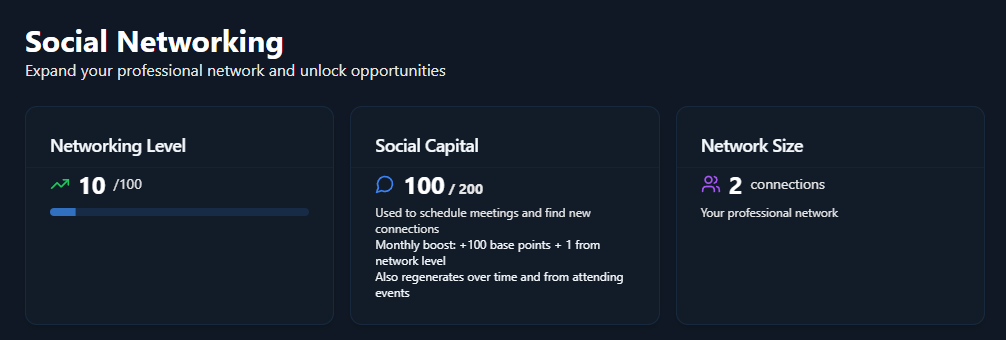 Social Networking
Expand your professional network and unlock opportunities
Networking Level
10 /100
Social Capital
100 / 200
Used to schedule meetings and find new
connections
Monthly boost: +100 base points + 1 from
network level
Also regenerates over time and from attending
events
Network Size
2 connections
Your professional network